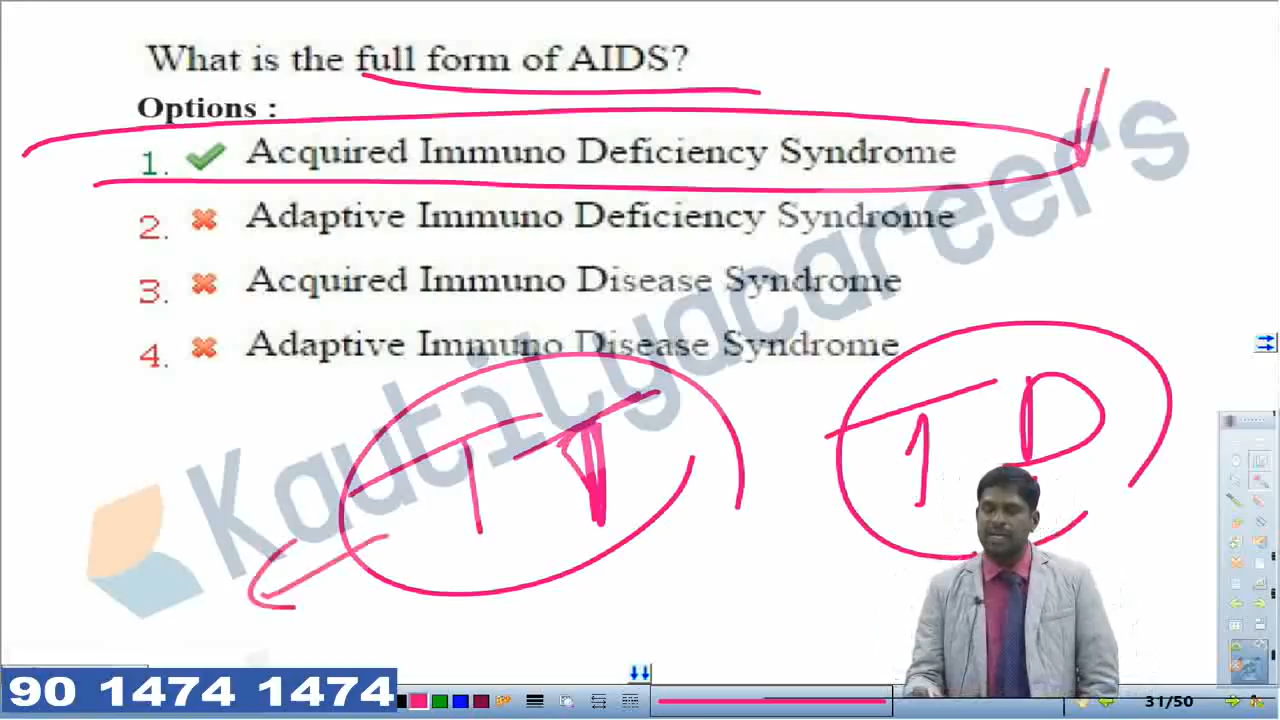 What is the full form of AIDS?
Options :
1. Acquired Immuno Deficiency Syndrome
2. Adaptive Immuno Deficiency Syndrome
3. Acquired Immuno Disease Syndrome
4. Adaptive Immuno Disease Syndrome
Kautilyacareers
90 1474 1474
31/50